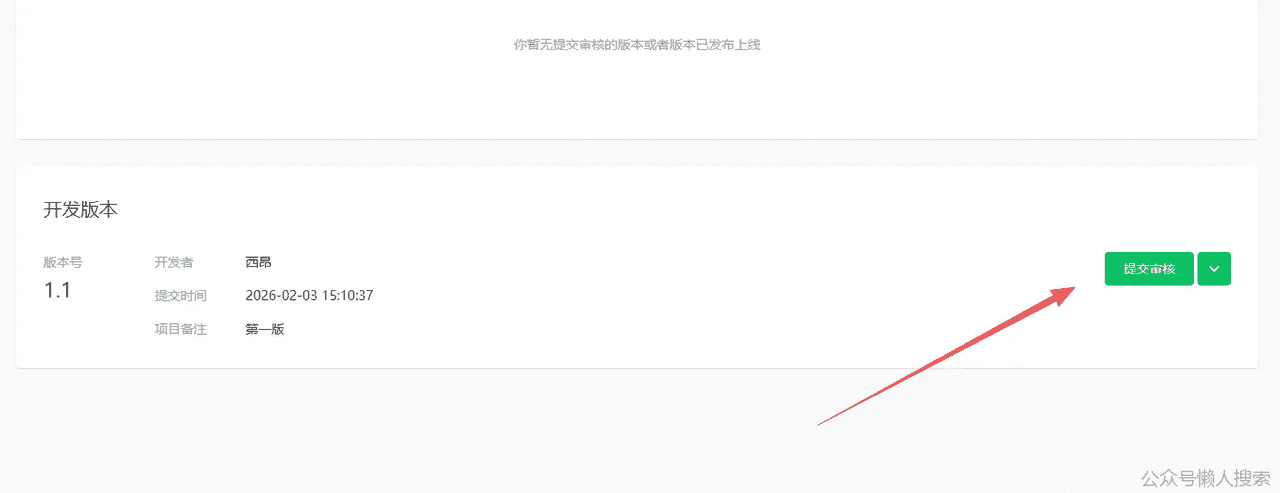 你暂无提交审核的版本或者版本已发布上线
开发版本
版本号
1.1
开发者 西昂
提交时间 2026-02-03 15:10:37
项目备注 第一版
提交审核
公众号懒人搜索